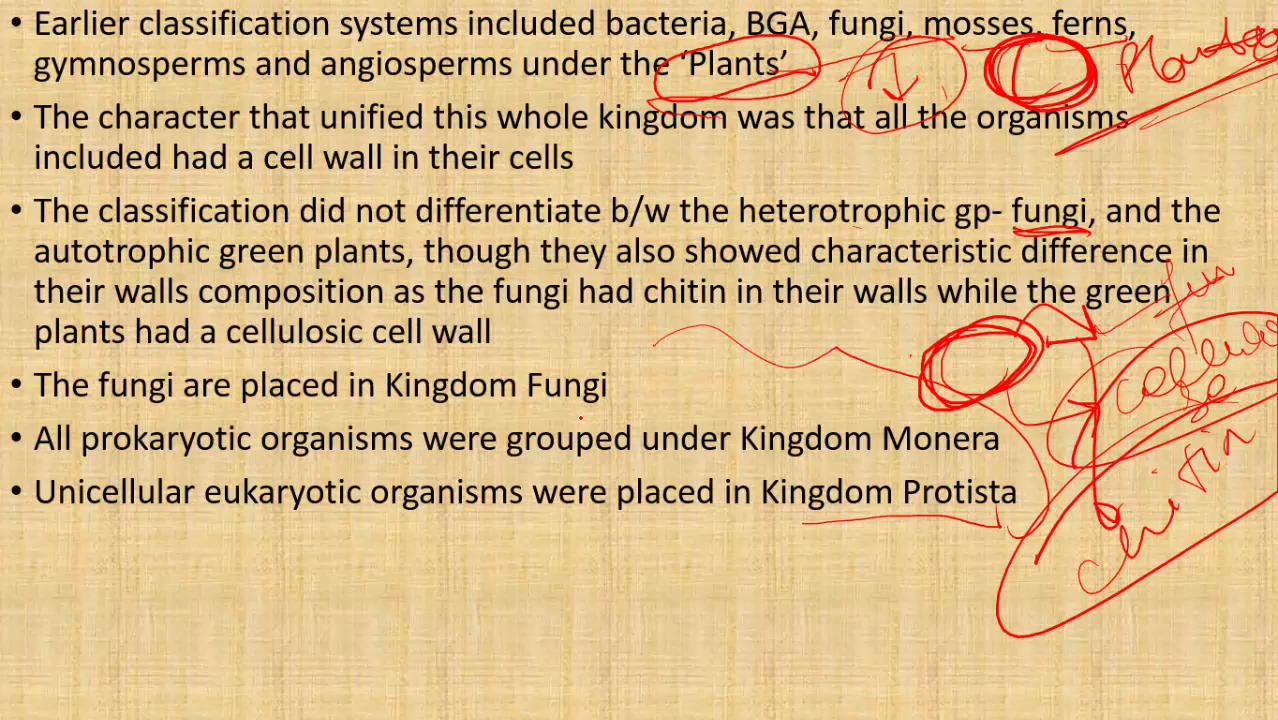 • Earlier classification systems included bacteria, BGA, fungi, mosses, ferns,
gymnosperms and angiosperms under the ‘Plants’
• The character that unified this whole kingdom was that all the organisms
included had a cell wall in their cells
• The classification did not differentiate b/w the heterotrophic gp- fungi, and the
autotrophic green plants, though they also showed characteristic difference in
their walls composition as the fungi had chitin in their walls while the green
plants had a cellulosic cell wall
• The fungi are placed in Kingdom Fungi
• All prokaryotic organisms were grouped under Kingdom Monera
• Unicellular eukaryotic organisms were placed in Kingdom Protista
chitin